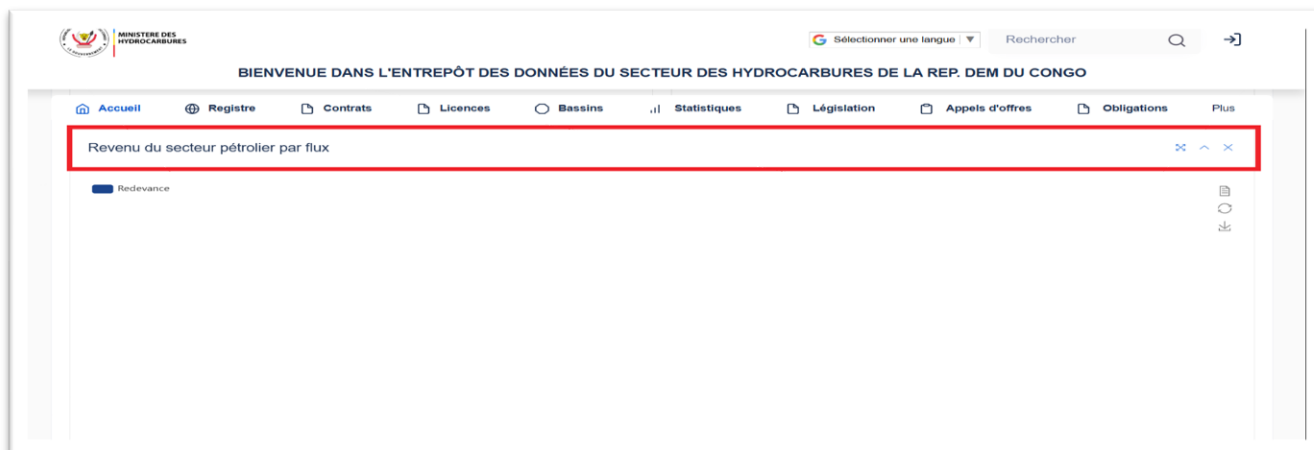 MINISTERE DES
HYDROCARBURES
Sélectionner une langue | ▼
Rechercher
BIENVENUE DANS L'ENTREPÔT DES DONNÉES DU SECTEUR DES HYDROCARBURES DE LA REP. DEM DU CONGO
Accueil Registre Contrats Licences Bassins Statistiques Législation Appels d'offres Obligations Plus
Revenu du secteur pétrolier par flux
Redevance